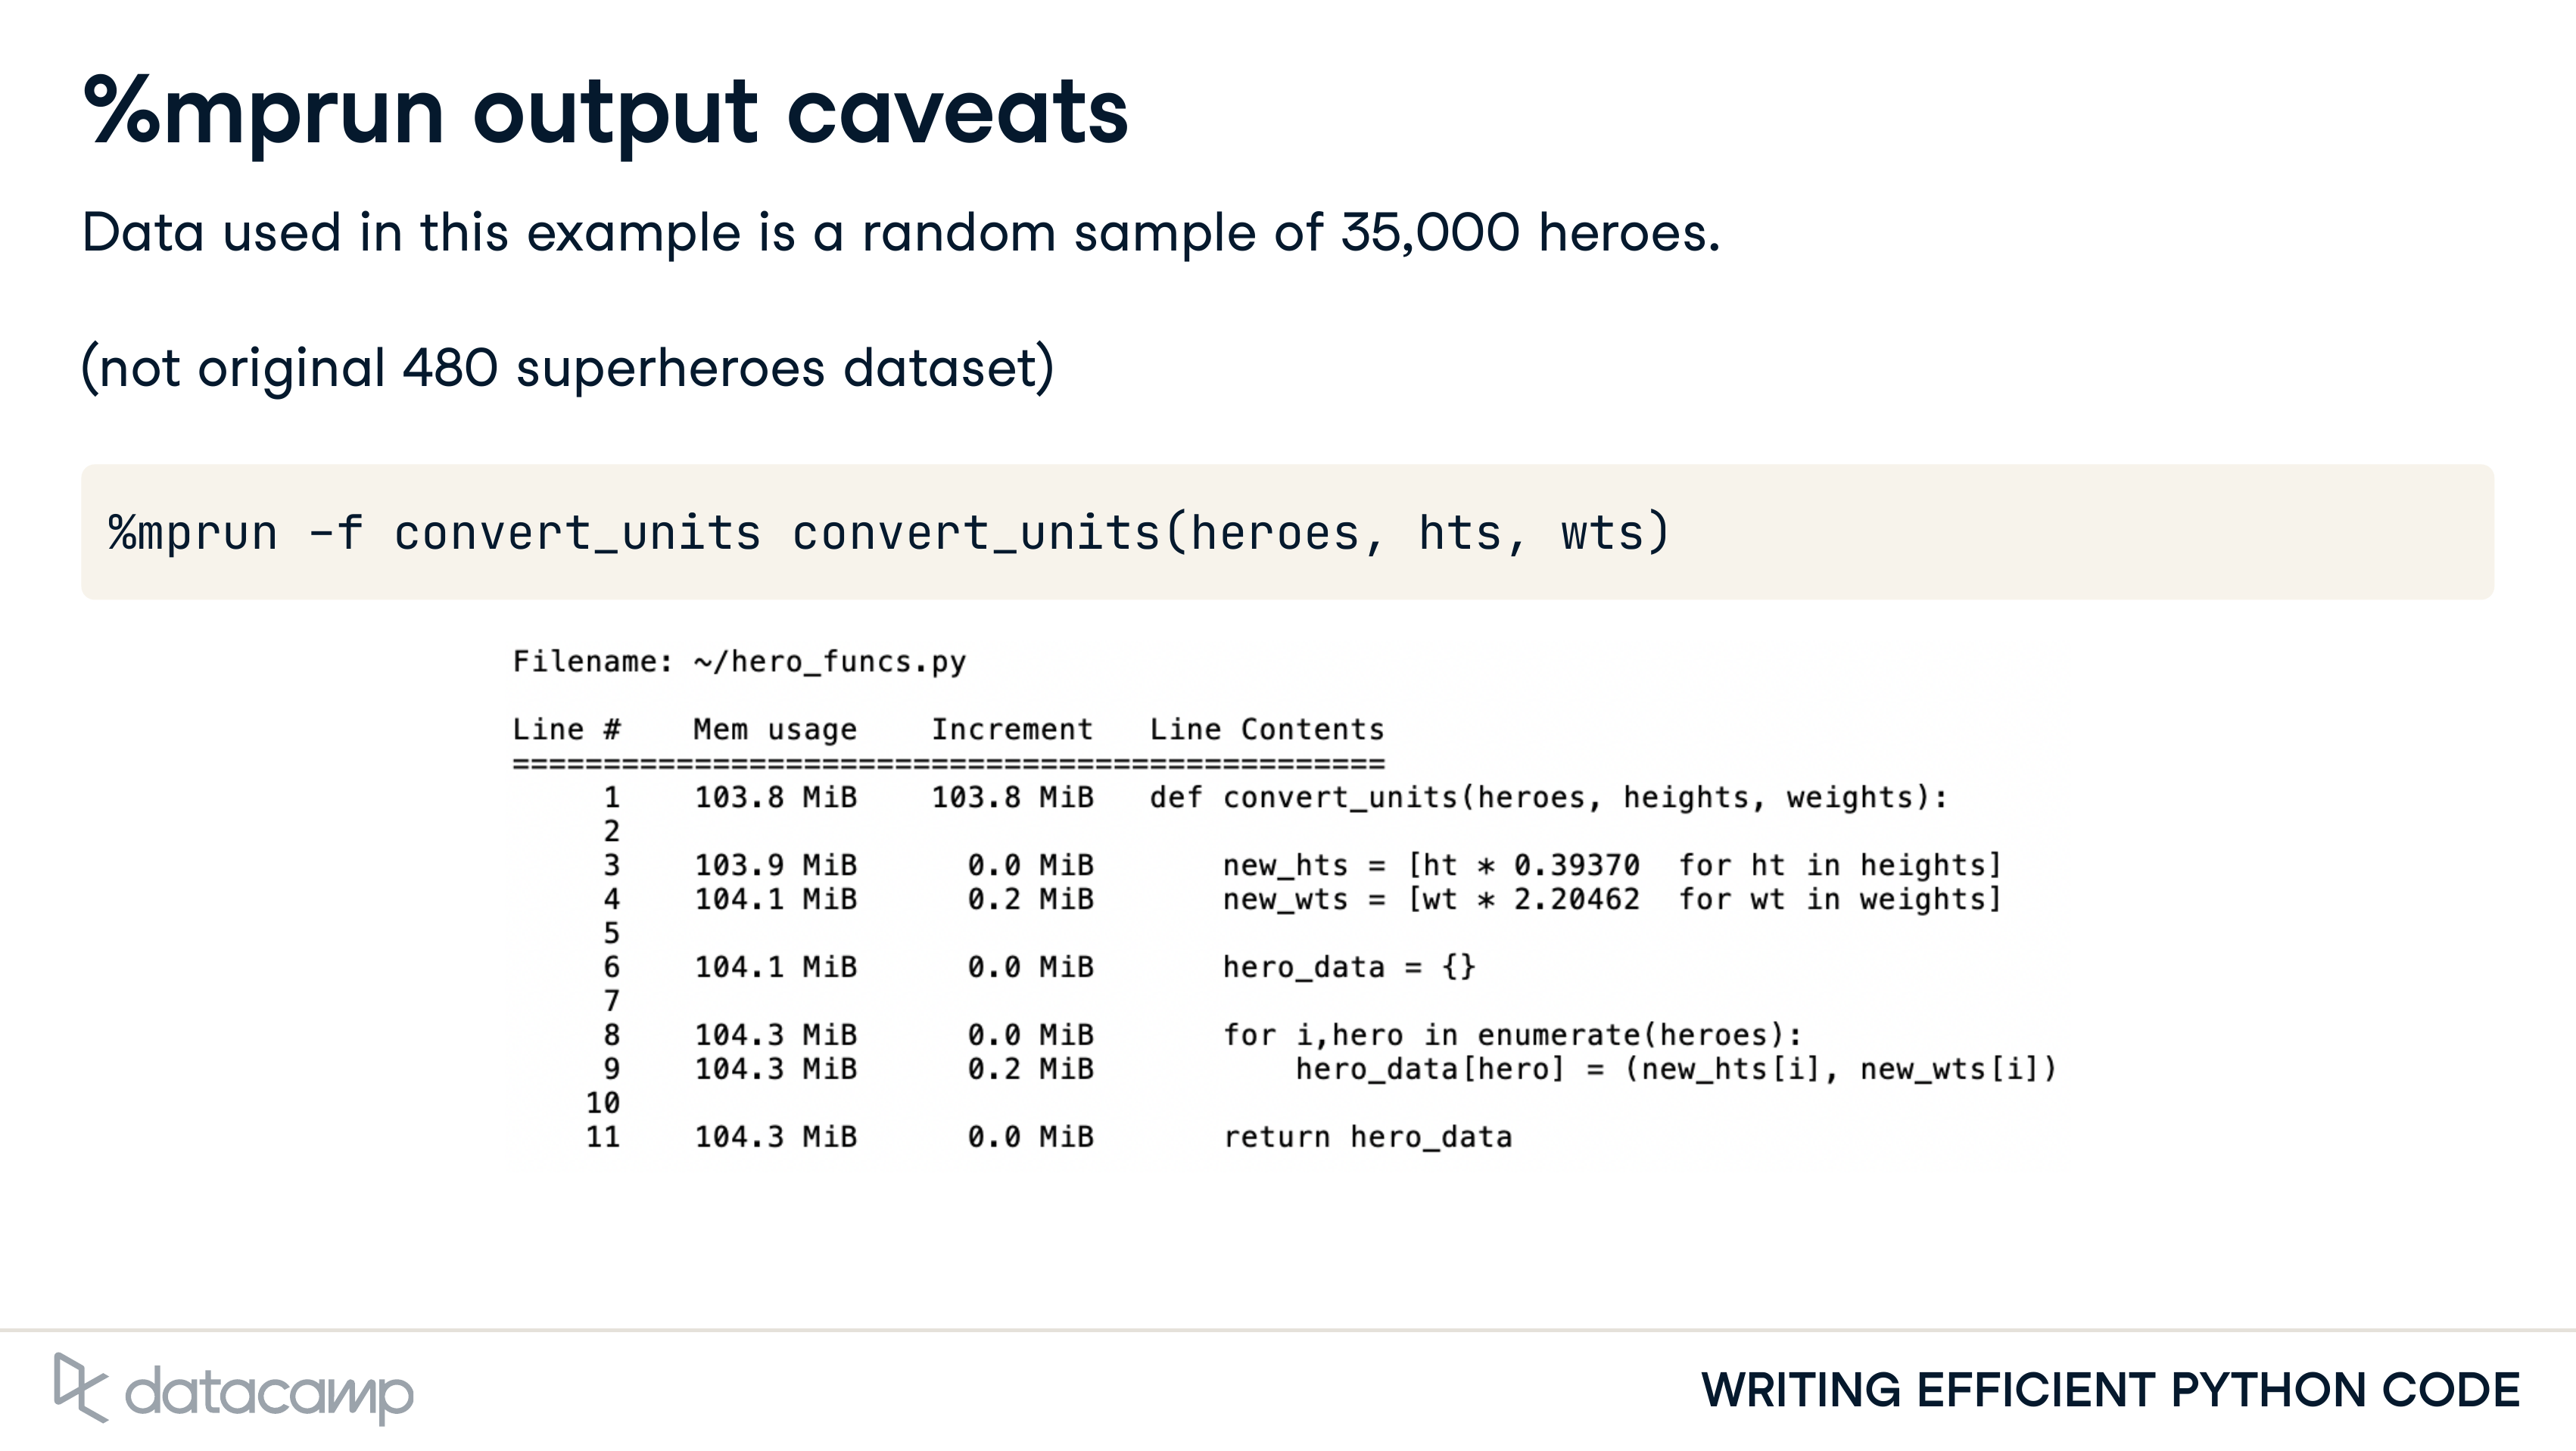 %mprun output caveats
Data used in this example is a random sample of 35,000 heroes.
(not original 480 superheroes dataset)
%mprun -f convert_units convert_units(heroes, hts, wts)
Filename: ~/hero_funcs.py
Line #    Mem usage    Increment   Line Contents
================================================
     1    103.8 MiB    103.8 MiB   def convert_units(heroes, heights, weights):
     2
     3    103.9 MiB      0.0 MiB       new_hts = [ht * 0.39370  for ht in heights]
     4    104.1 MiB      0.2 MiB       new_wts = [wt * 2.20462  for wt in weights]
     5
     6    104.1 MiB      0.0 MiB       hero_data = {}
     7
     8    104.3 MiB      0.0 MiB       for i,hero in enumerate(heroes):
     9    104.3 MiB      0.2 MiB           hero_data[hero] = (new_hts[i], new_wts[i])
    10
    11    104.3 MiB      0.0 MiB       return hero_data
datacamp
WRITING EFFICIENT PYTHON CODE